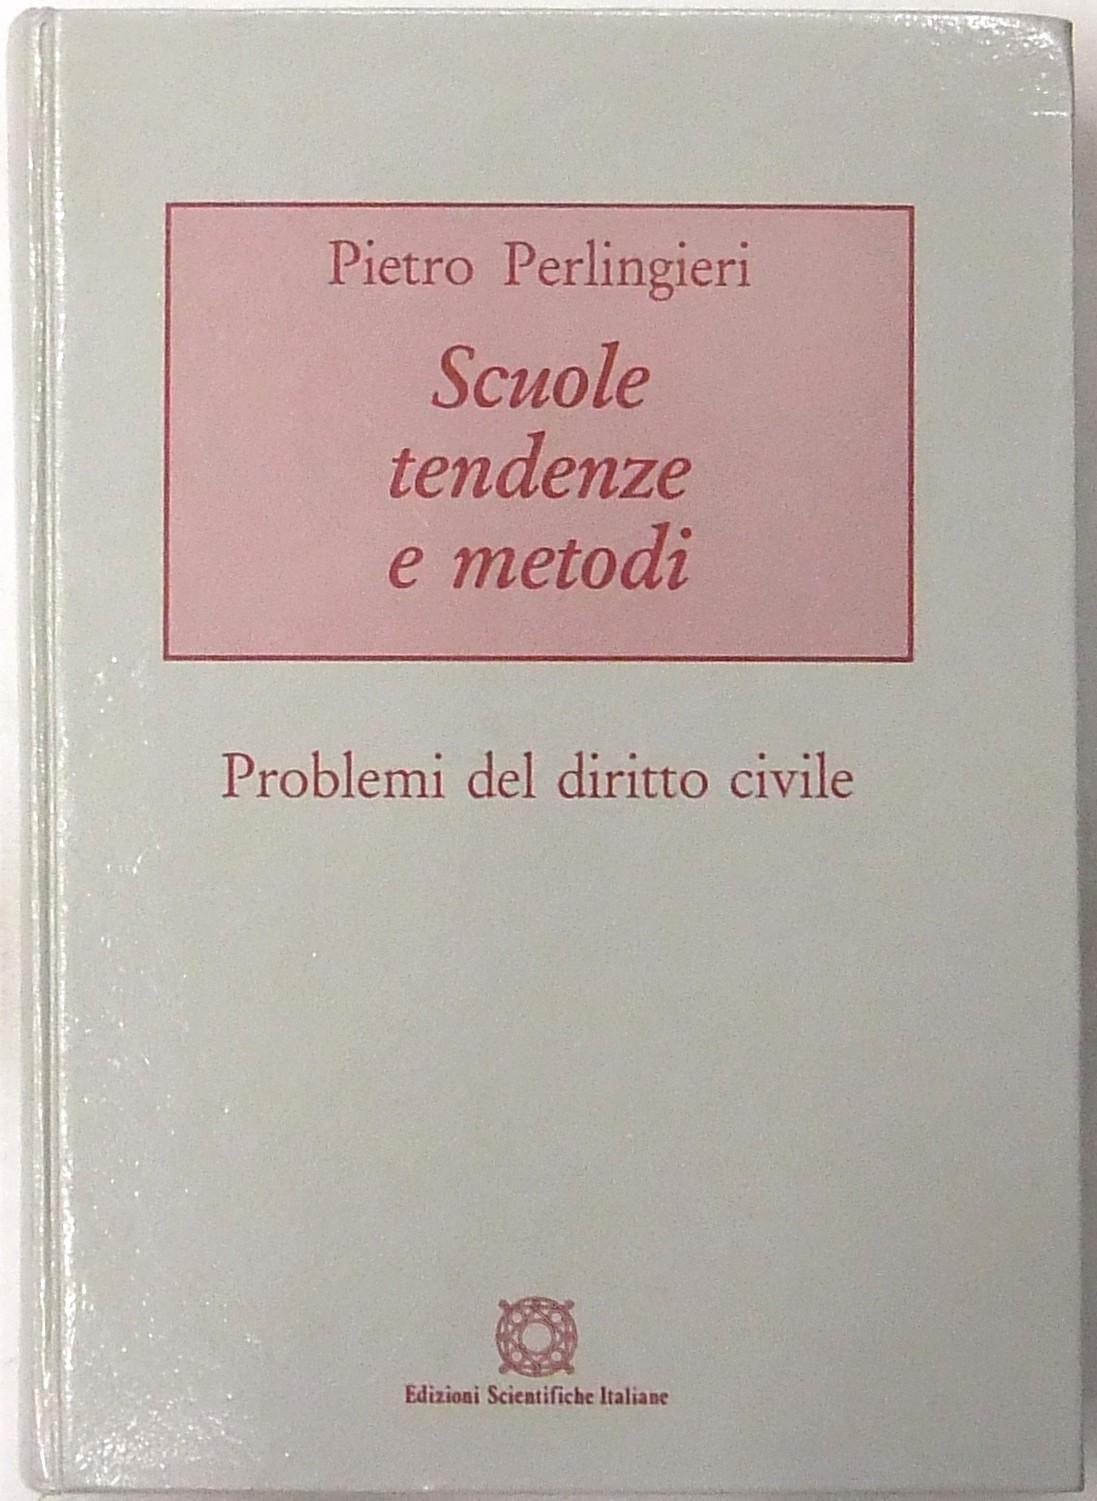 Pietro Perlingieri
Scuole
tendenze
e metodi
Problemi del diritto civile
Edizioni Scientifiche Italiane